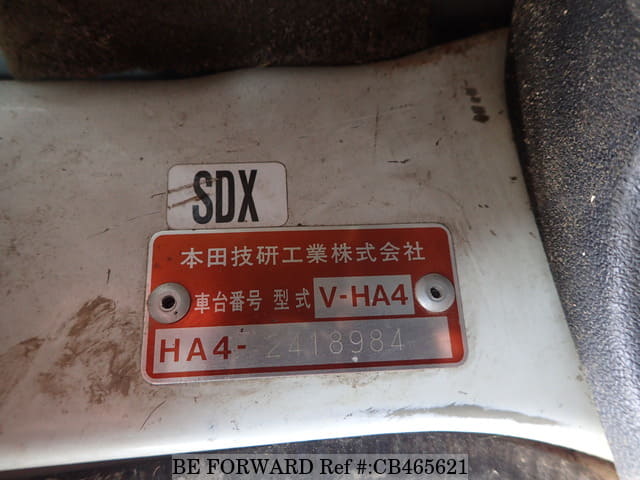 SDX
本田技研工業株式会社
車台番号 型式 V-HA4
HA4-2418984
BE FORWARD Ref #:CB465621